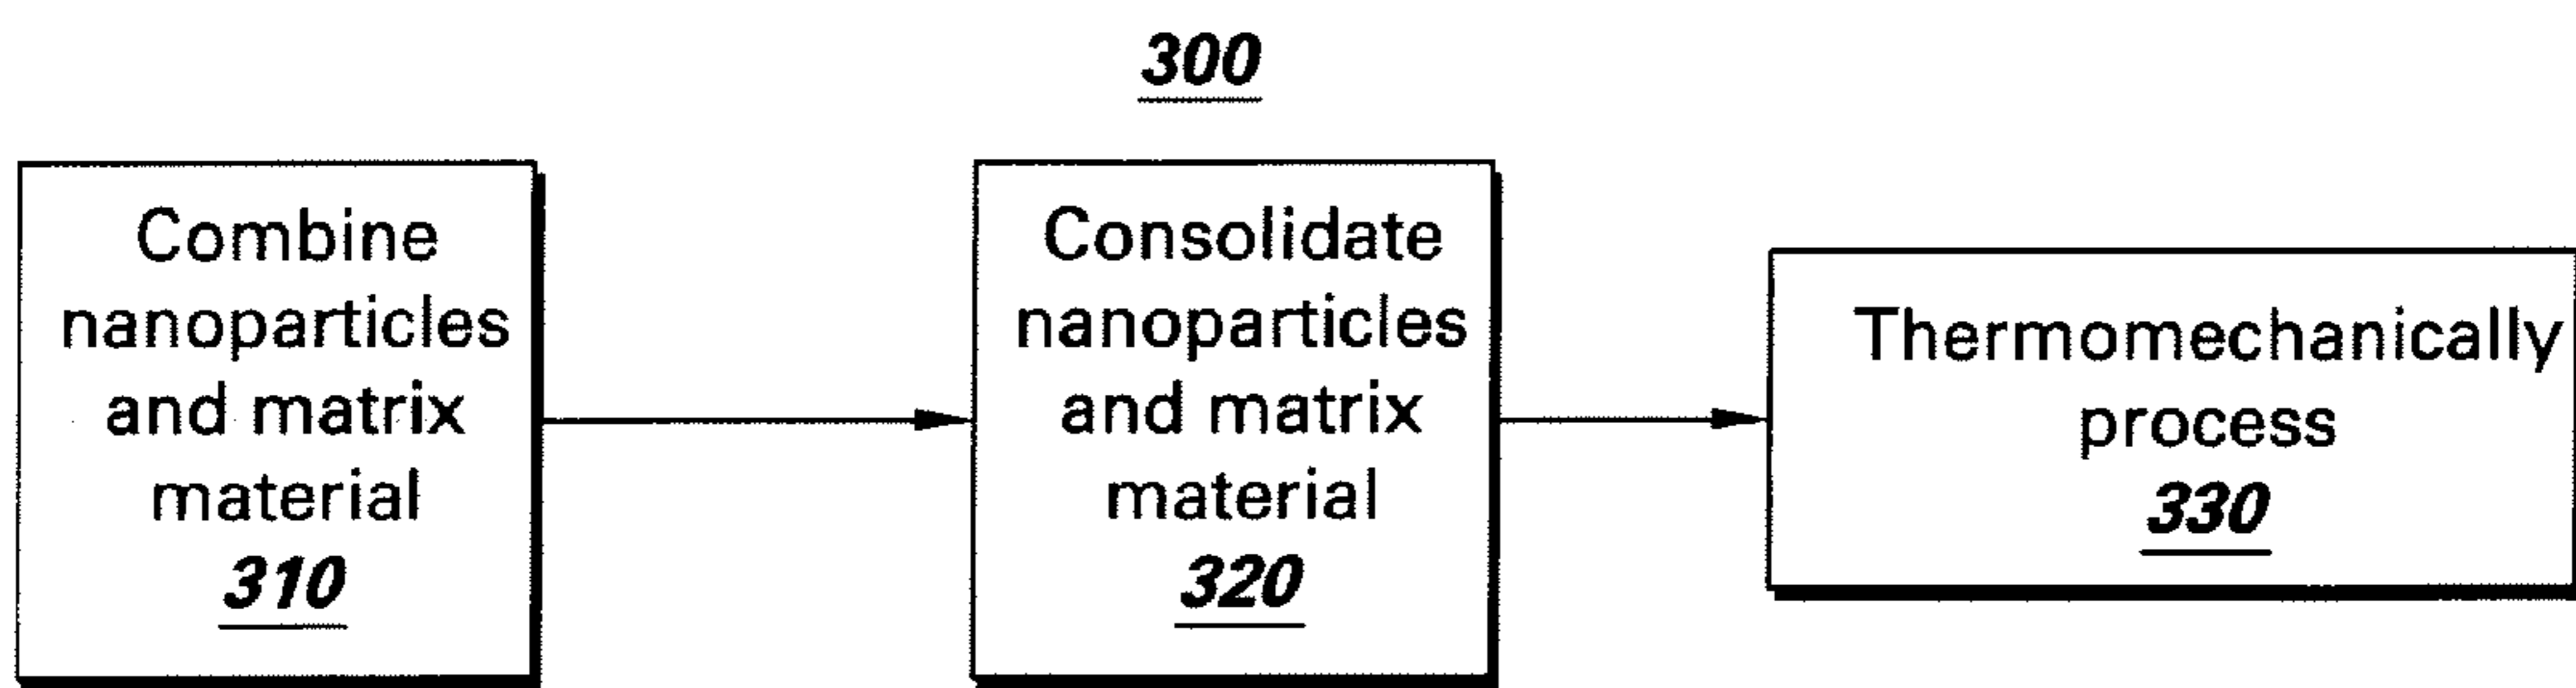 300
Combine
nanoparticles
and matrix
material
310
Consolidate
nanoparticles
and matrix
material
320
Thermomechanically
process
330